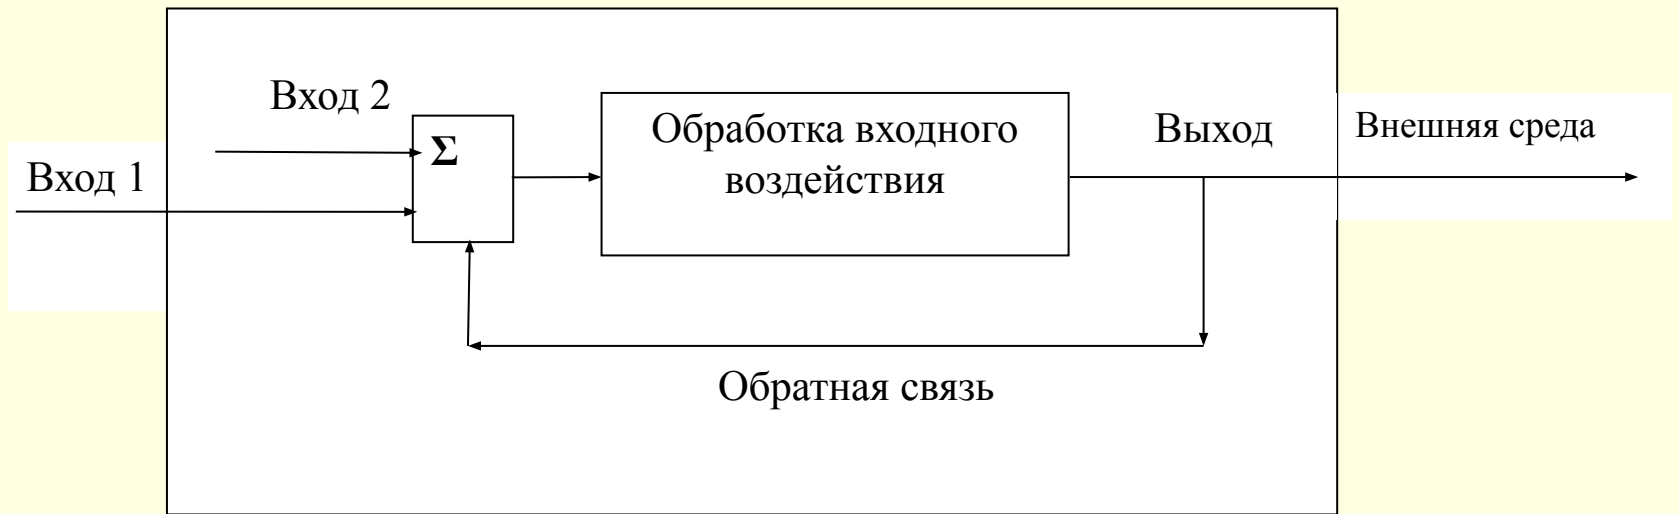 Вход 2
Вход 1
Σ
Обработка входного
воздействия
Выход
Внешняя среда
Обратная связь